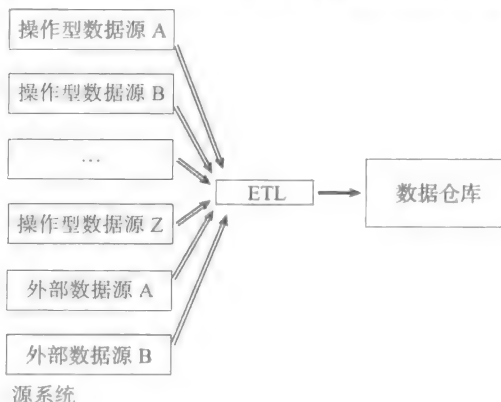 操作型数据源 A
操作型数据源 B
…
ETL
数据仓库
操作型数据源 Z
外部数据源 A
外部数据源 B
源系统